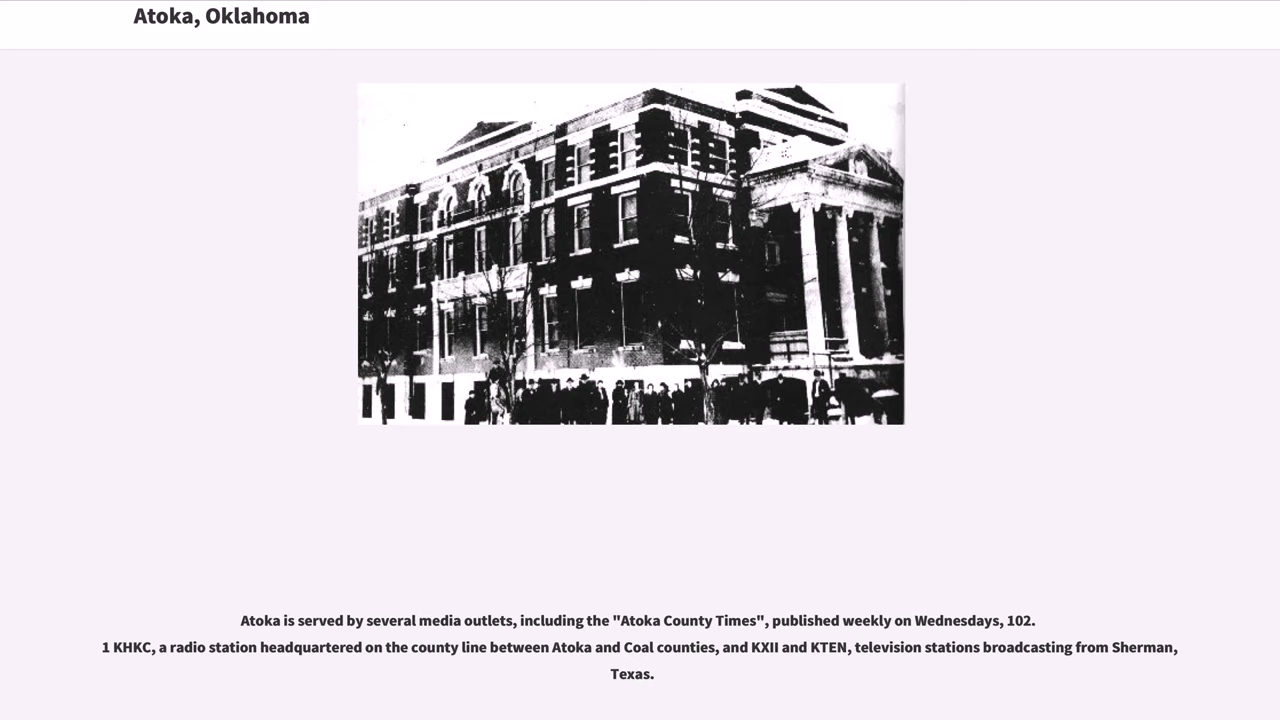 Atoka, Oklahoma
Atoka is served by several media outlets, including the "Atoka County Times", published weekly on Wednesdays, 102.
1 KHKC, a radio station headquartered on the county line between Atoka and Coal counties, and KXII and KTEN, television stations broadcasting from Sherman,
Texas.